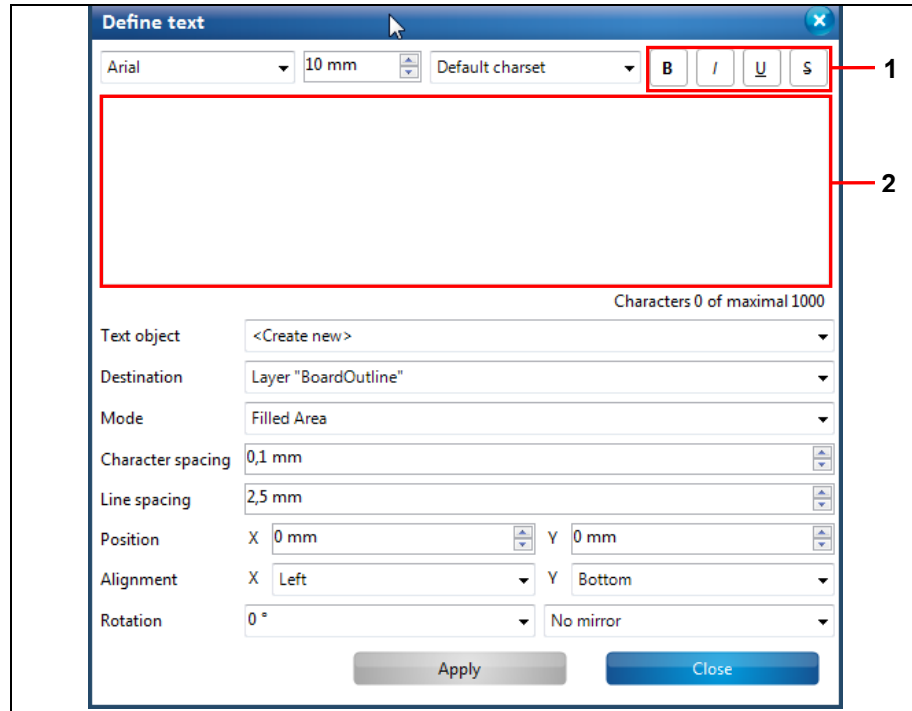 Define text
Arial 10 mm Default charset B I U S 1
2
Characters 0 of maximal 1000
Text object <Create new>
Destination Layer "BoardOutline"
Mode Filled Area
Character spacing 0,1 mm
Line spacing 2,5 mm
Position X 0 mm Y 0 mm
Alignment X Left Y Bottom
Rotation 0 ° No mirror
Apply Close